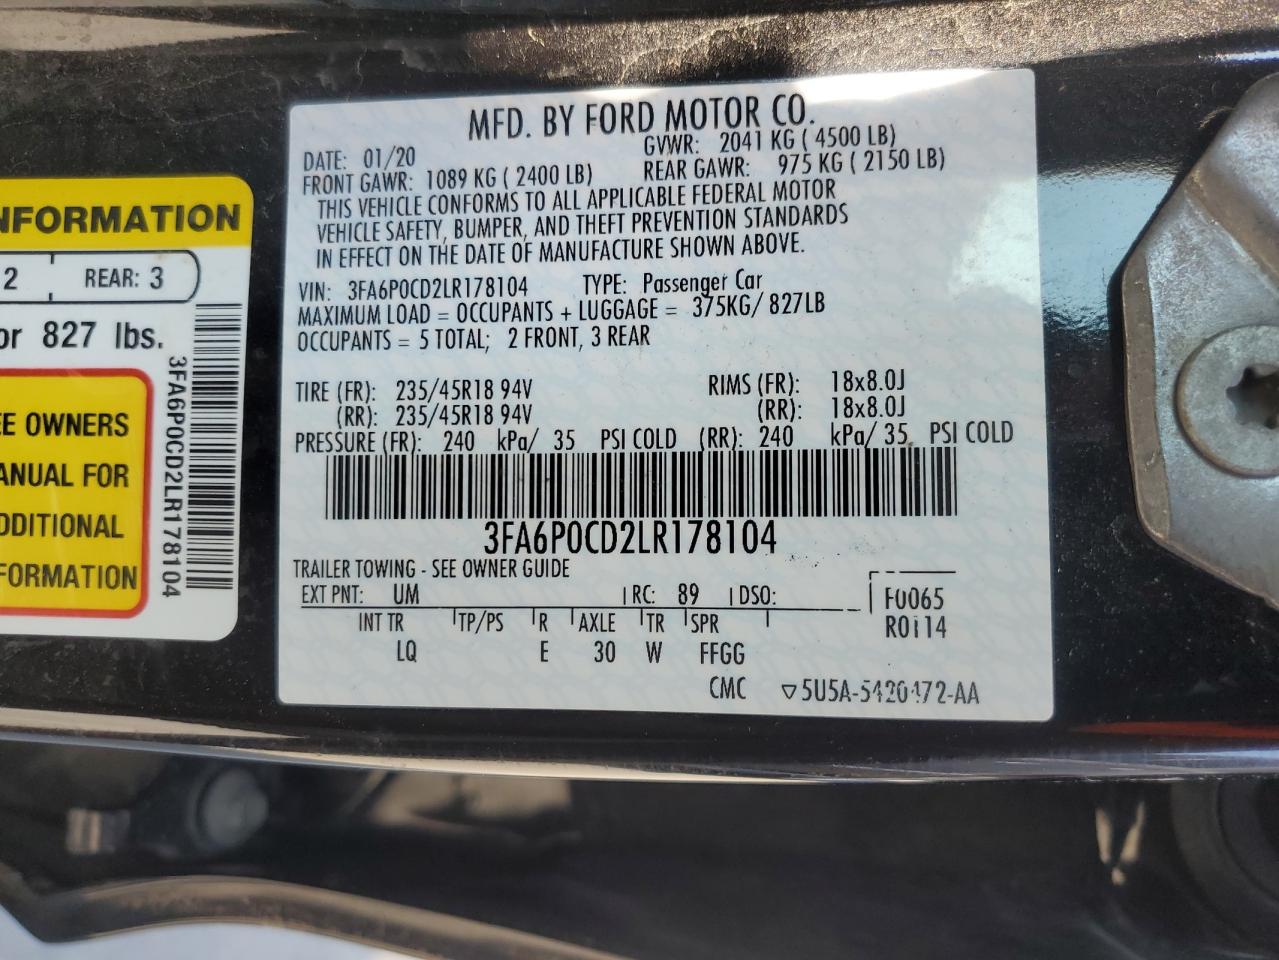 NFORMATION
2 REAR: 3
or 827 lbs.
EE OWNERS
ANUAL FOR
DDITIONAL
FORMATION
3FA6P0CD2LR178104
MFD. BY FORD MOTOR CO.
DATE: 01/20 GVWR: 2041 KG ( 4500 LB)
FRONT GAWR: 1089 KG ( 2400 LB) REAR GAWR: 975 KG ( 2150 LB)
THIS VEHICLE CONFORMS TO ALL APPLICABLE FEDERAL MOTOR
VEHICLE SAFETY, BUMPER, AND THEFT PREVENTION STANDARDS
IN EFFECT ON THE DATE OF MANUFACTURE SHOWN ABOVE.
VIN: 3FA6P0CD2LR178104 TYPE: Passenger Car
MAXIMUM LOAD = OCCUPANTS + LUGGAGE = 375KG/ 827LB
OCCUPANTS = 5 TOTAL; 2 FRONT, 3 REAR
TIRE (FR): 235/45R18 94V RIMS (FR): 18x8.0J
(RR): 235/45R18 94V (RR): 18x8.0J
PRESSURE (FR): 240 kPa/ 35 PSI COLD (RR): 240 kPa/ 35 PSI COLD
3FA6P0CD2LR178104
TRAILER TOWING - SEE OWNER GUIDE
EXT PNT: UM RC: 89 DSO: F0065
INT TR TP/PS R AXLE TR SPR R0114
LQ E 30 W FFGG
CMC ▽5U5A-5420472-AA